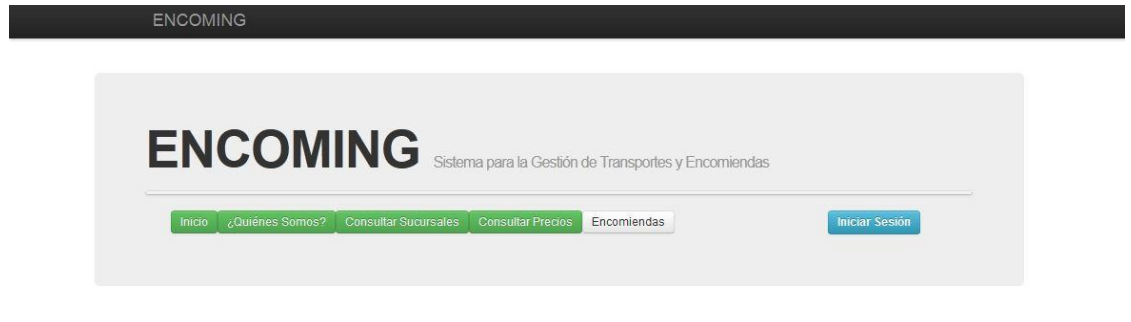 ENCOMING
ENCOMING Sistema para la Gestión de Transportes y Encomiendas
Inicio ¿Quiénes Somos? Consultar Sucursales Consultar Precios Encomiendas Iniciar Sesión